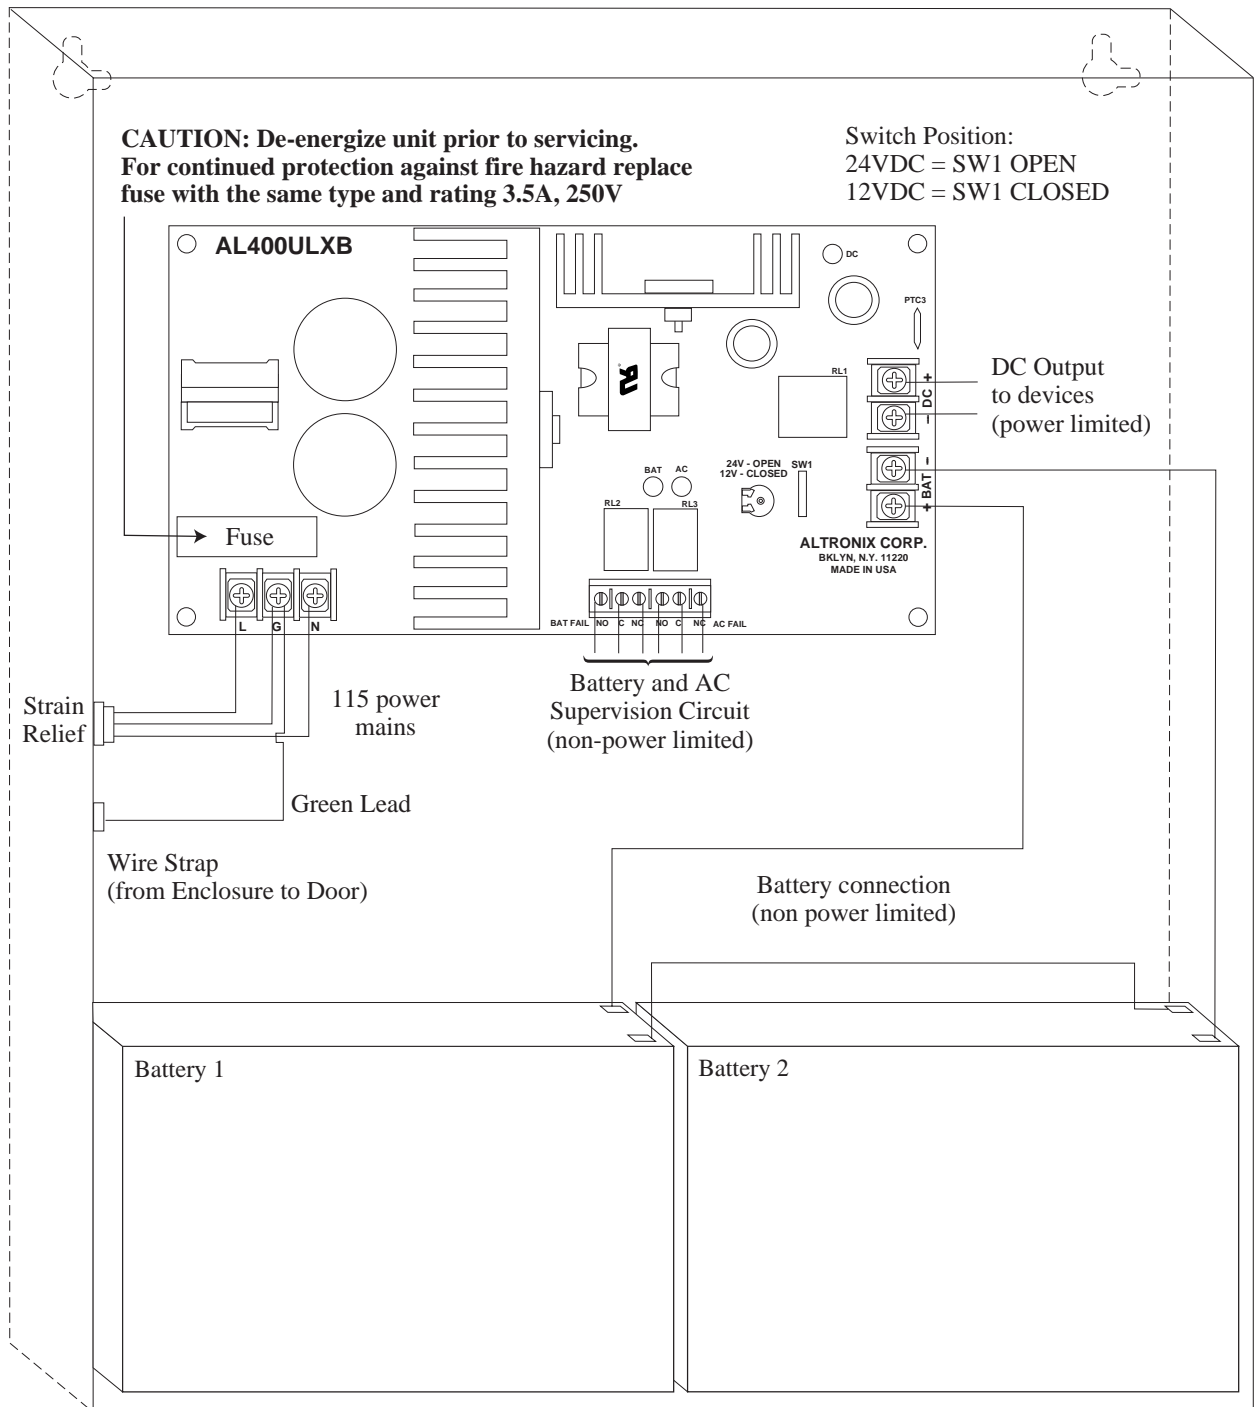 CAUTION: De-energize unit prior to servicing.
For continued protection against fire hazard replace
fuse with the same type and rating 3.5A, 250V
Switch Position:
24VDC = SW1 OPEN
12VDC = SW1 CLOSED
AL400ULXB
DC
PTC3
RL1
+ DC –
DC Output
to devices
(power limited)
– BAT +
24V - OPEN
12V - CLOSED
SW1
BAT
AC
RL2
RL3
Fuse
ALTRONIX CORP.
BKLYN, N.Y. 11220
MADE IN USA
L
G
N
BAT FAIL NO C NC NO C NC AC FAIL
Battery and AC
Supervision Circuit
(non-power limited)
Strain
Relief
115 power
mains
Green Lead
Wire Strap
(from Enclosure to Door)
Battery connection
(non power limited)
Battery 1
Battery 2